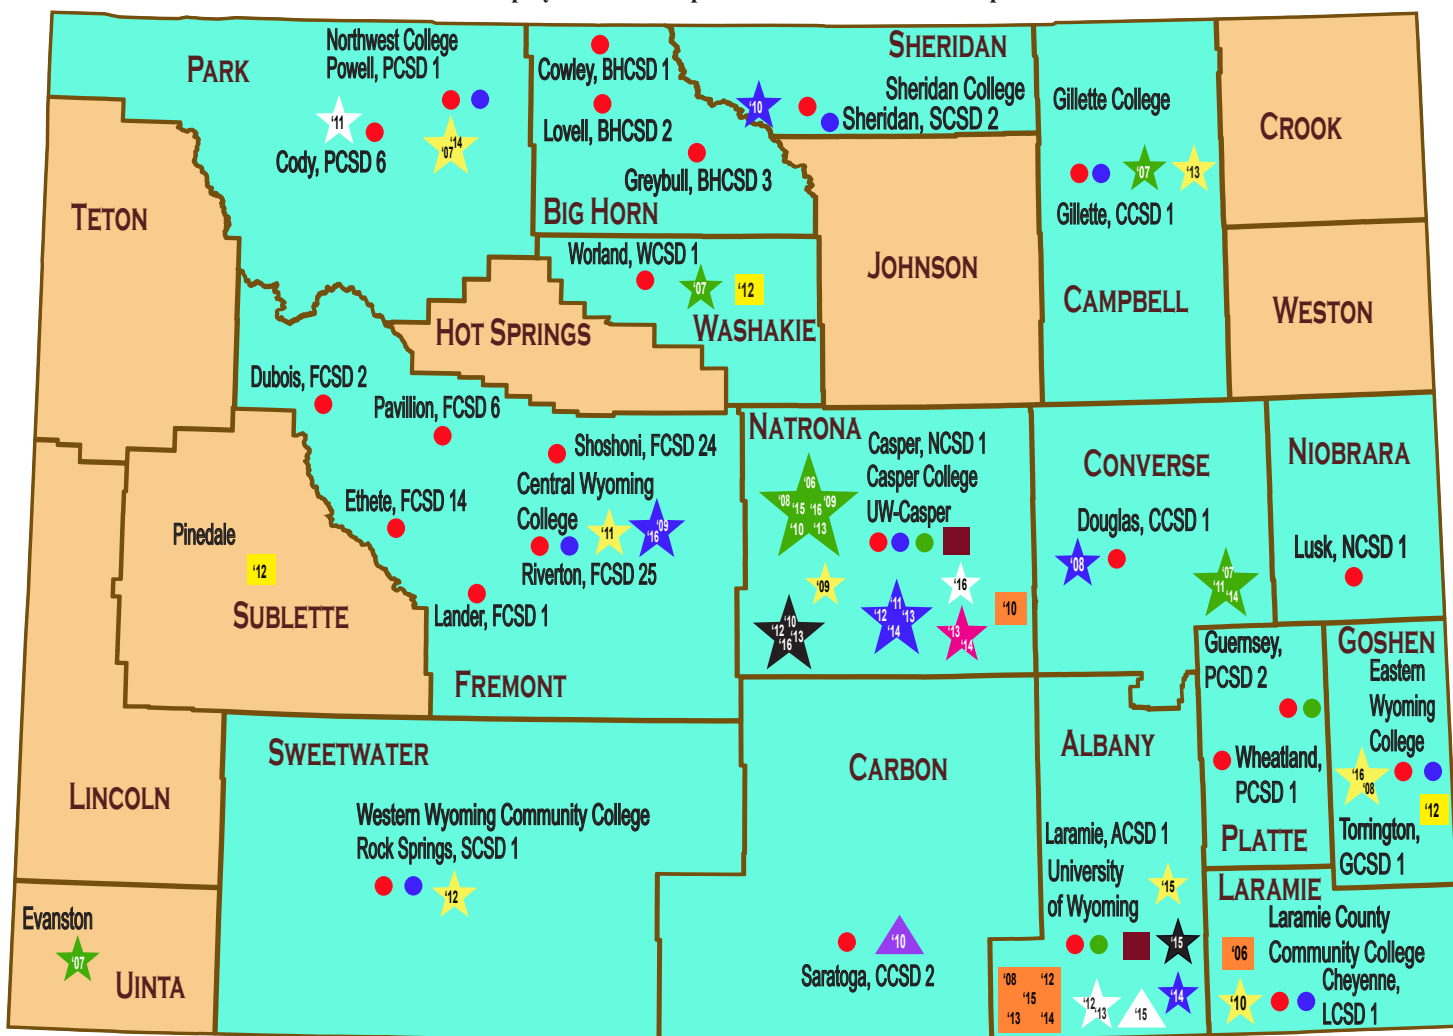 PARK
Northwest College
Powell, PCSD 1
'11
'14
'07
Cody, PCSD 6
Cowley, BHCSD 1
Lovell, BHCSD 2
Greybull, BHCSD 3
BIG HORN
SHERIDAN
'10
Sheridan College
Sheridan, SCSD 2
Gillette College
'07
'13
Gillette, CCSD 1
CAMPBELL
CROOK
WESTON
TETON
JOHNSON
Worland, WCSD 1
'07
'12
WASHAKIE
HOT SPRINGS
Dubois, FCSD 2
Pavillion, FCSD 6
Shoshoni, FCSD 24
Ethete, FCSD 14
Central Wyoming
College
'11
'09
'16
Riverton, FCSD 25
Lander, FCSD 1
FREMONT
Pinedale
'12
SUBLETTE
NATRONA
Casper, NCSD 1
Casper College
UW-Casper
'06
'08 '15 '16 '09
'10 '13
'09
'10
'12 '13
'16
'11
'12 '13
'14
'16
'13
'14
'10
CONVERSE
Douglas, CCSD 1
'08
'07
'11
'14
NIOBRARA
Lusk, NCSD 1
Guernsey,
PCSD 2
Wheatland,
PCSD 1
PLATTE
GOSHEN
Eastern
Wyoming
College
'16
'08
'12
Torrington,
GCSD 1
LINCOLN
SWEETWATER
Western Wyoming Community College
Rock Springs, SCSD 1
'12
CARBON
'10
Saratoga, CCSD 2
ALBANY
Laramie, ACSD 1
University
of Wyoming
'15
'15
'08 '12
'15
'13 '14
'12
'13
'15
'14
LARAMIE
'06
Laramie County
Community College
'10
Cheyenne,
LCSD 1
Evanston
'07
UINTA